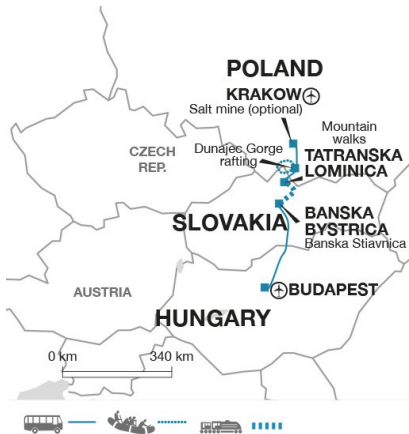 POLAND
KRAKOW
Salt mine (optional)
Mountain
walks
CZECH
REP.
Dunajec Gorge
rafting
TATRANSKA
LOMINICA
SLOVAKIA
BANSKA
BYSTRICA
Banska Stiavnica
AUSTRIA
BUDAPEST
HUNGARY
0 km
340 km